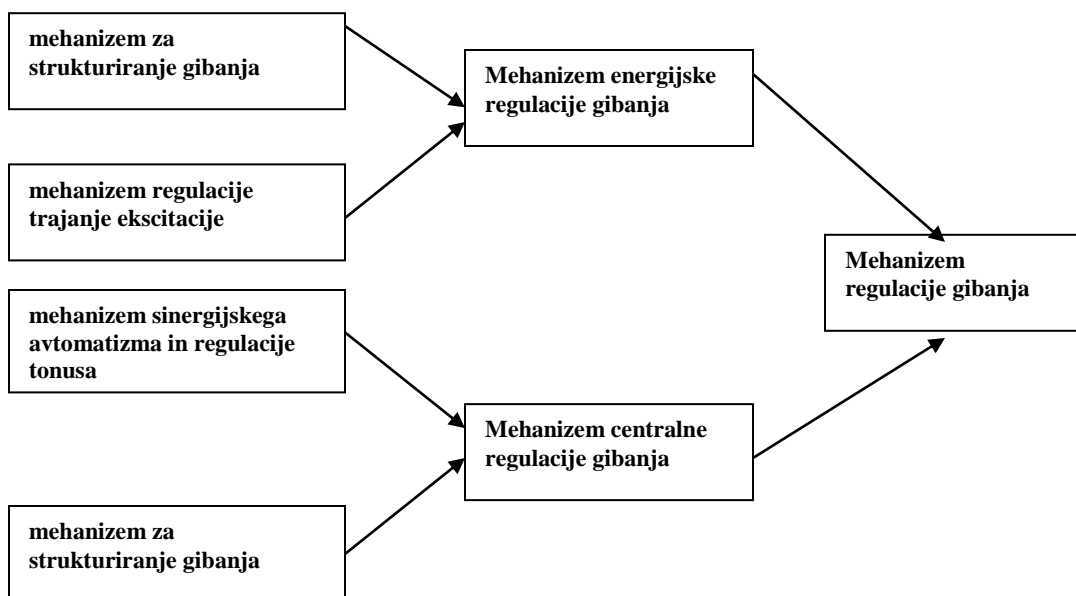 mehanizem za
strukturiranje gibanja
mehanizem regulacije
trajanje ekscitacije
mehanizem sinergijskega
avtomatizma in regulacije
tonusa
mehanizem za
strukturiranje gibanja
Mehanizem energijske
regulacije gibanja
Mehanizem centralne
regulacije gibanja
Mehanizem
regulacije gibanja